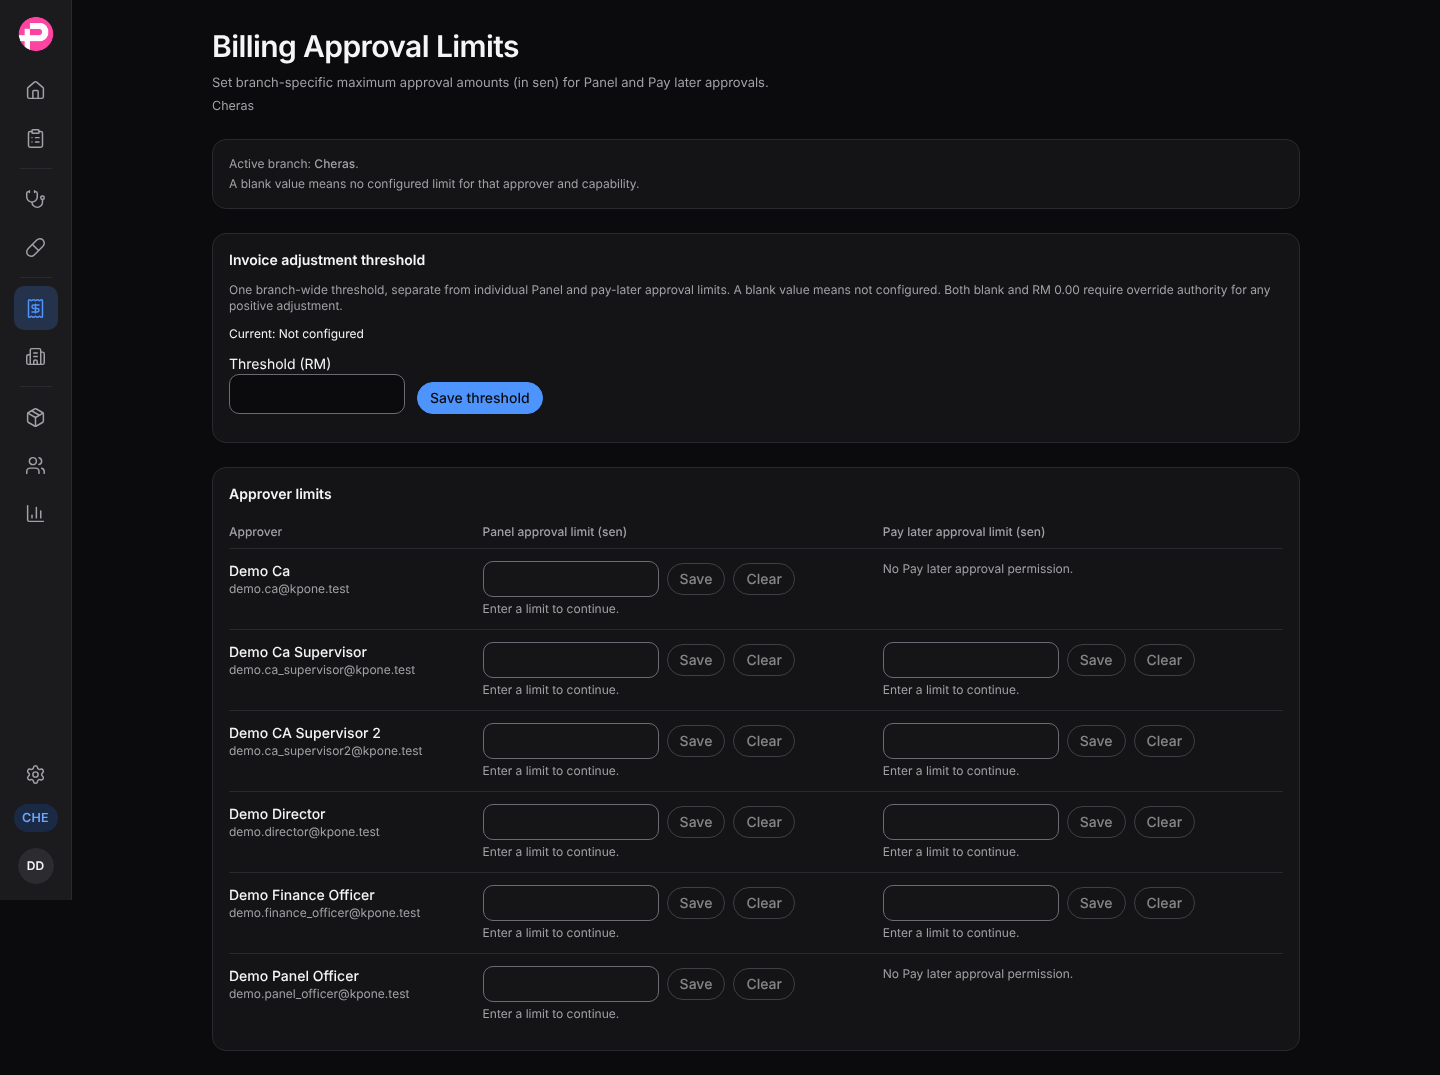 Billing Approval Limits
Set branch-specific maximum approval amounts (in sen) for Panel and Pay later approvals.
Cheras
Active branch: Cheras.
A blank value means no configured limit for that approver and capability.
Invoice adjustment threshold
One branch-wide threshold, separate from individual Panel and pay-later approval limits. A blank value means not configured. Both blank and RM 0.00 require override authority for any
positive adjustment.
Current: Not configured
Threshold (RM)
Save threshold
Approver limits
Approver Panel approval limit (sen) Pay later approval limit (sen)
Demo Ca Save Clear No Pay later approval permission.
demo.ca@kpone.test
Enter a limit to continue.
Demo Ca Supervisor Save Clear Save Clear
demo.ca_supervisor@kpone.test
Enter a limit to continue. Enter a limit to continue.
Demo CA Supervisor 2 Save Clear Save Clear
demo.ca_supervisor2@kpone.test
Enter a limit to continue. Enter a limit to continue.
Demo Director Save Clear Save Clear
demo.director@kpone.test
Enter a limit to continue. Enter a limit to continue.
Demo Finance Officer Save Clear Save Clear
demo.finance_officer@kpone.test
Enter a limit to continue. Enter a limit to continue.
Demo Panel Officer Save Clear No Pay later approval permission.
demo.panel_officer@kpone.test
Enter a limit to continue.
CHE
DD